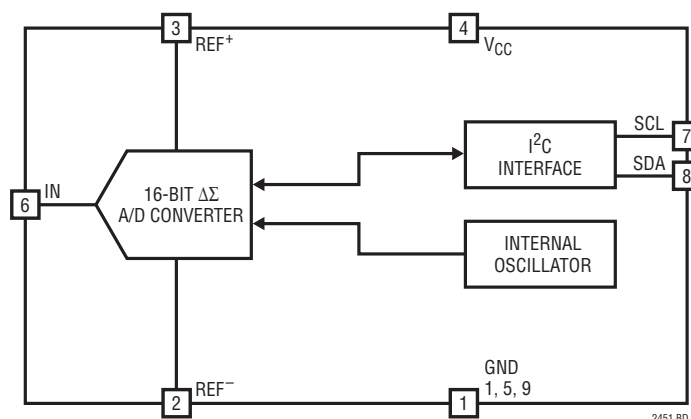 3
REF⁺
4
VCC
SCL
7
I²C
INTERFACE
SDA
8
6
IN
16-BIT ΔΣ
A/D CONVERTER
INTERNAL
OSCILLATOR
2
REF⁻
1
GND
1, 5, 9
2451 BD